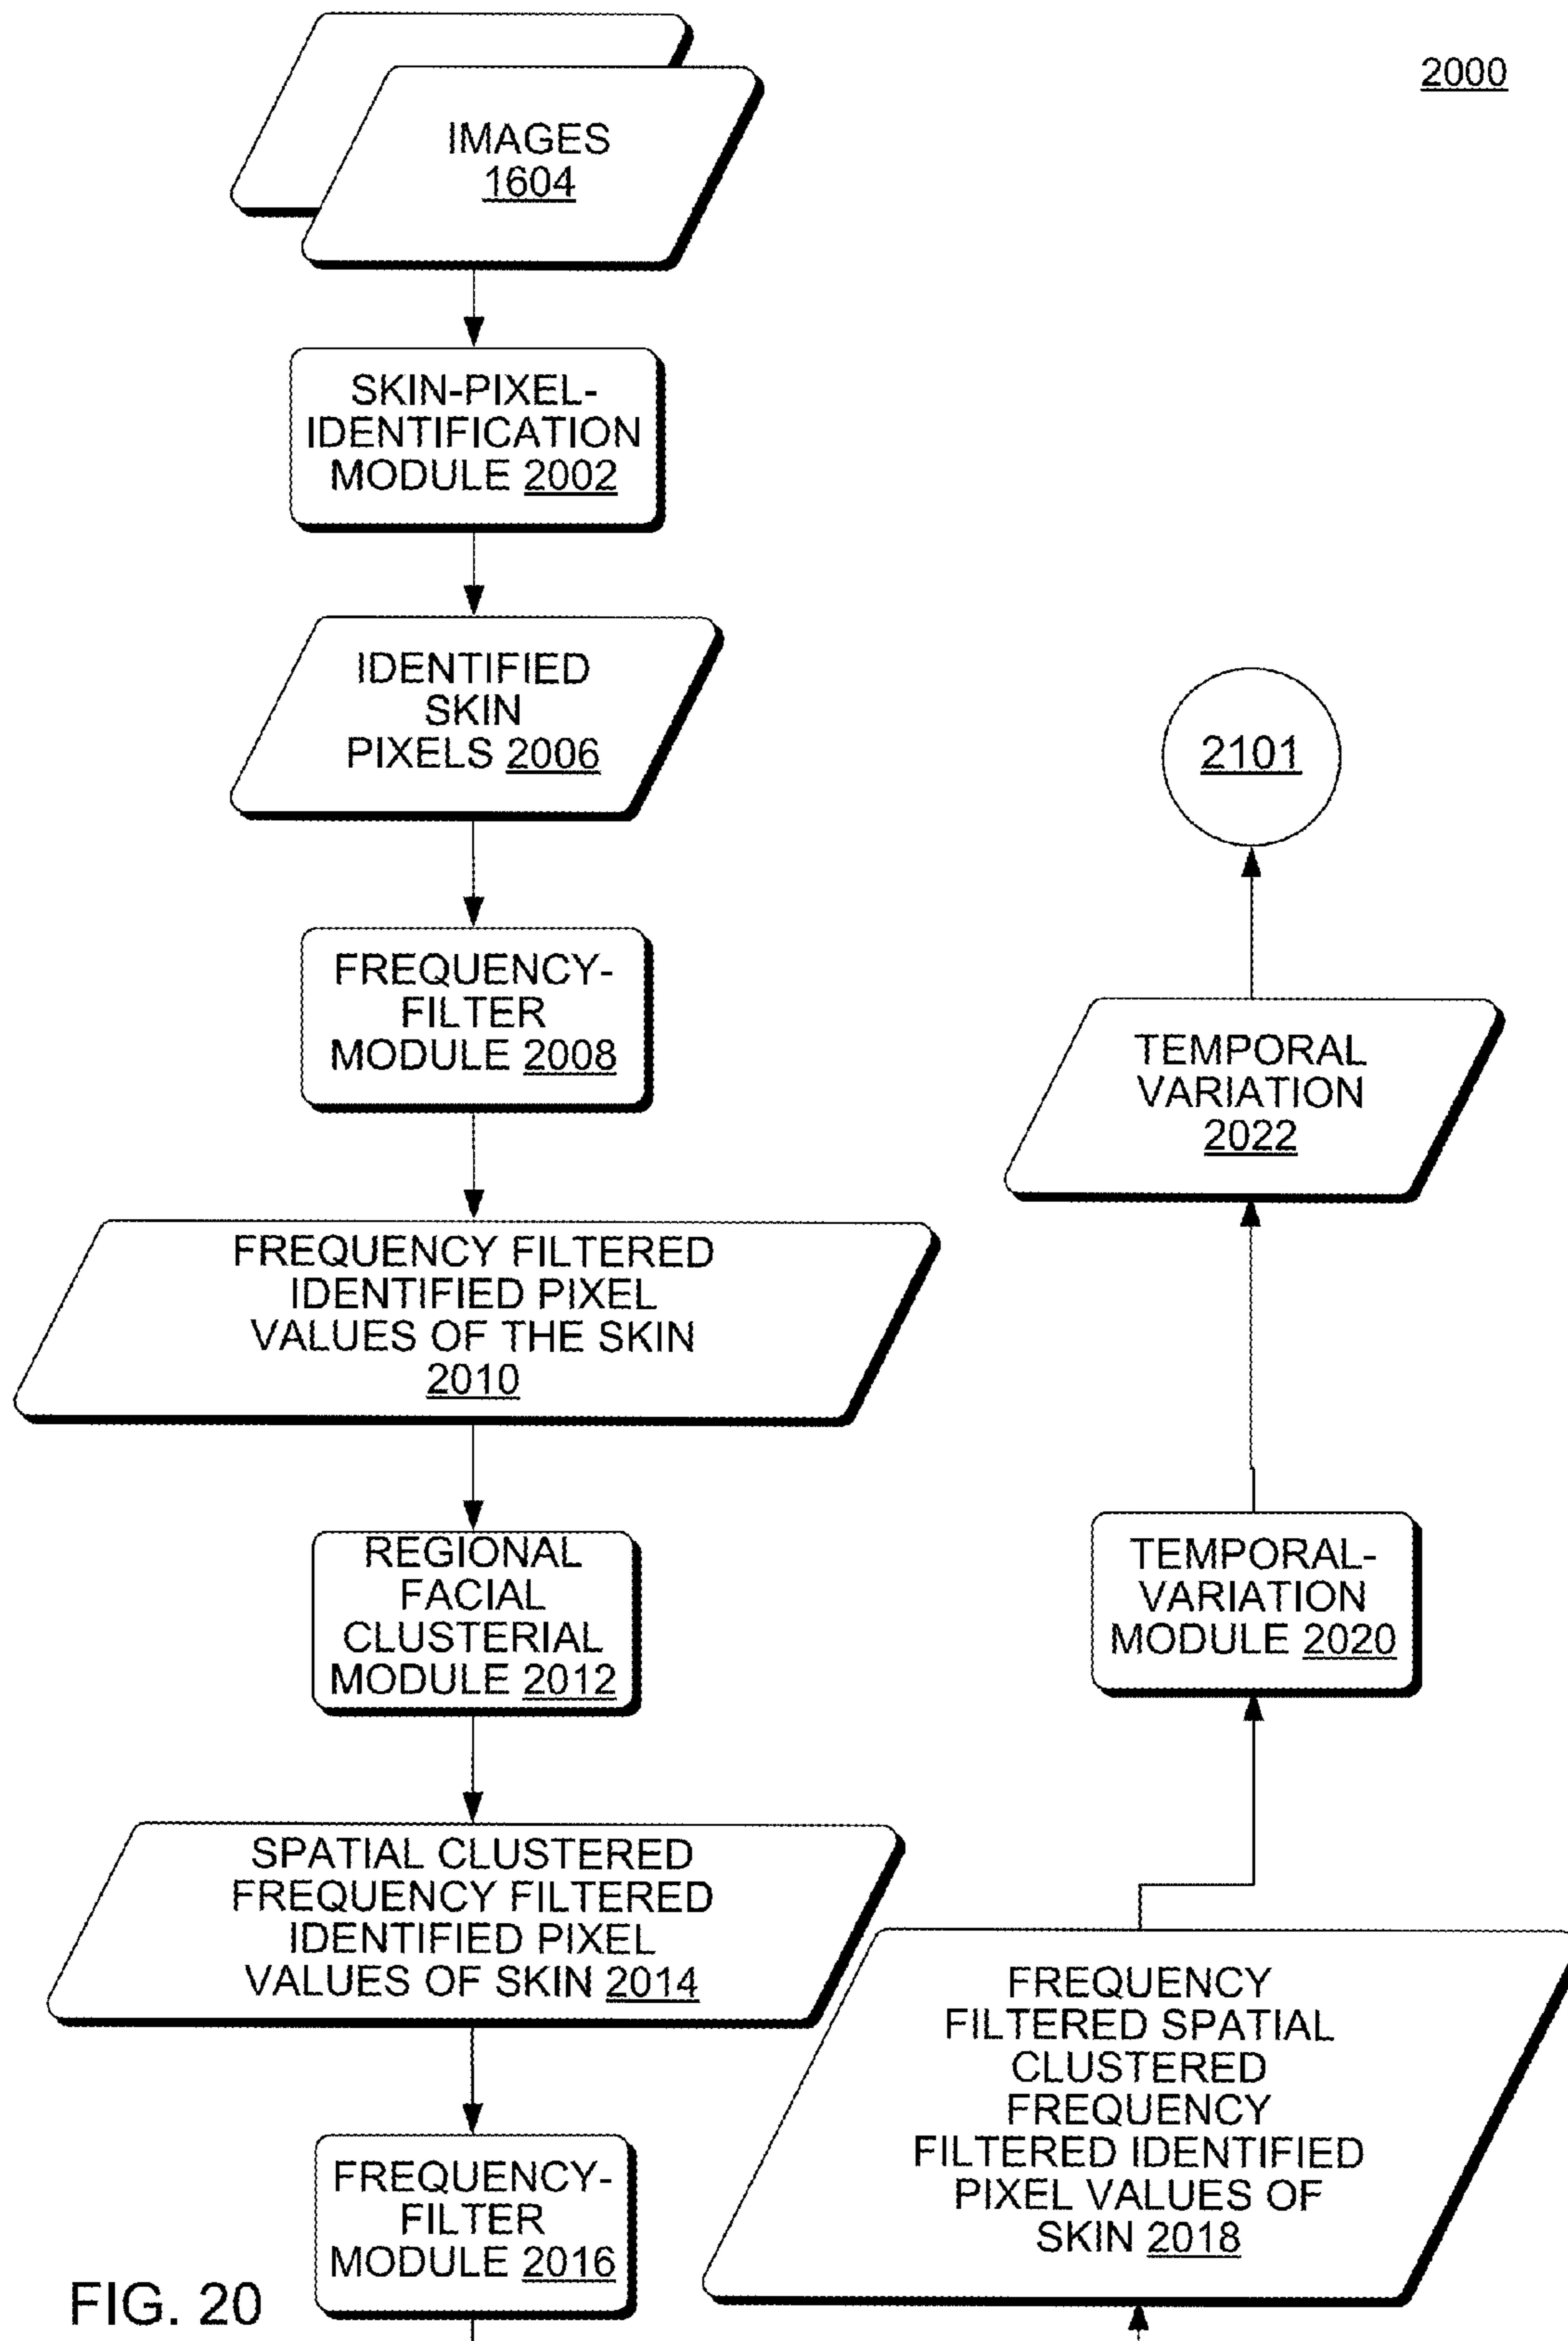 2000
IMAGES
1604
SKIN-PIXEL-
IDENTIFICATION
MODULE 2002
IDENTIFIED
SKIN
PIXELS 2006
FREQUENCY-
FILTER
MODULE 2008
FREQUENCY FILTERED
IDENTIFIED PIXEL
VALUES OF THE SKIN
2010
REGIONAL
FACIAL
CLUSTERIAL
MODULE 2012
SPATIAL CLUSTERED
FREQUENCY FILTERED
IDENTIFIED PIXEL
VALUES OF SKIN 2014
FREQUENCY-
FILTER
MODULE 2016
FREQUENCY
FILTERED SPATIAL
CLUSTERED
FREQUENCY
FILTERED IDENTIFIED
PIXEL VALUES OF
SKIN 2018
TEMPORAL-
VARIATION
MODULE 2020
TEMPORAL
VARIATION
2022
2101
FIG. 20